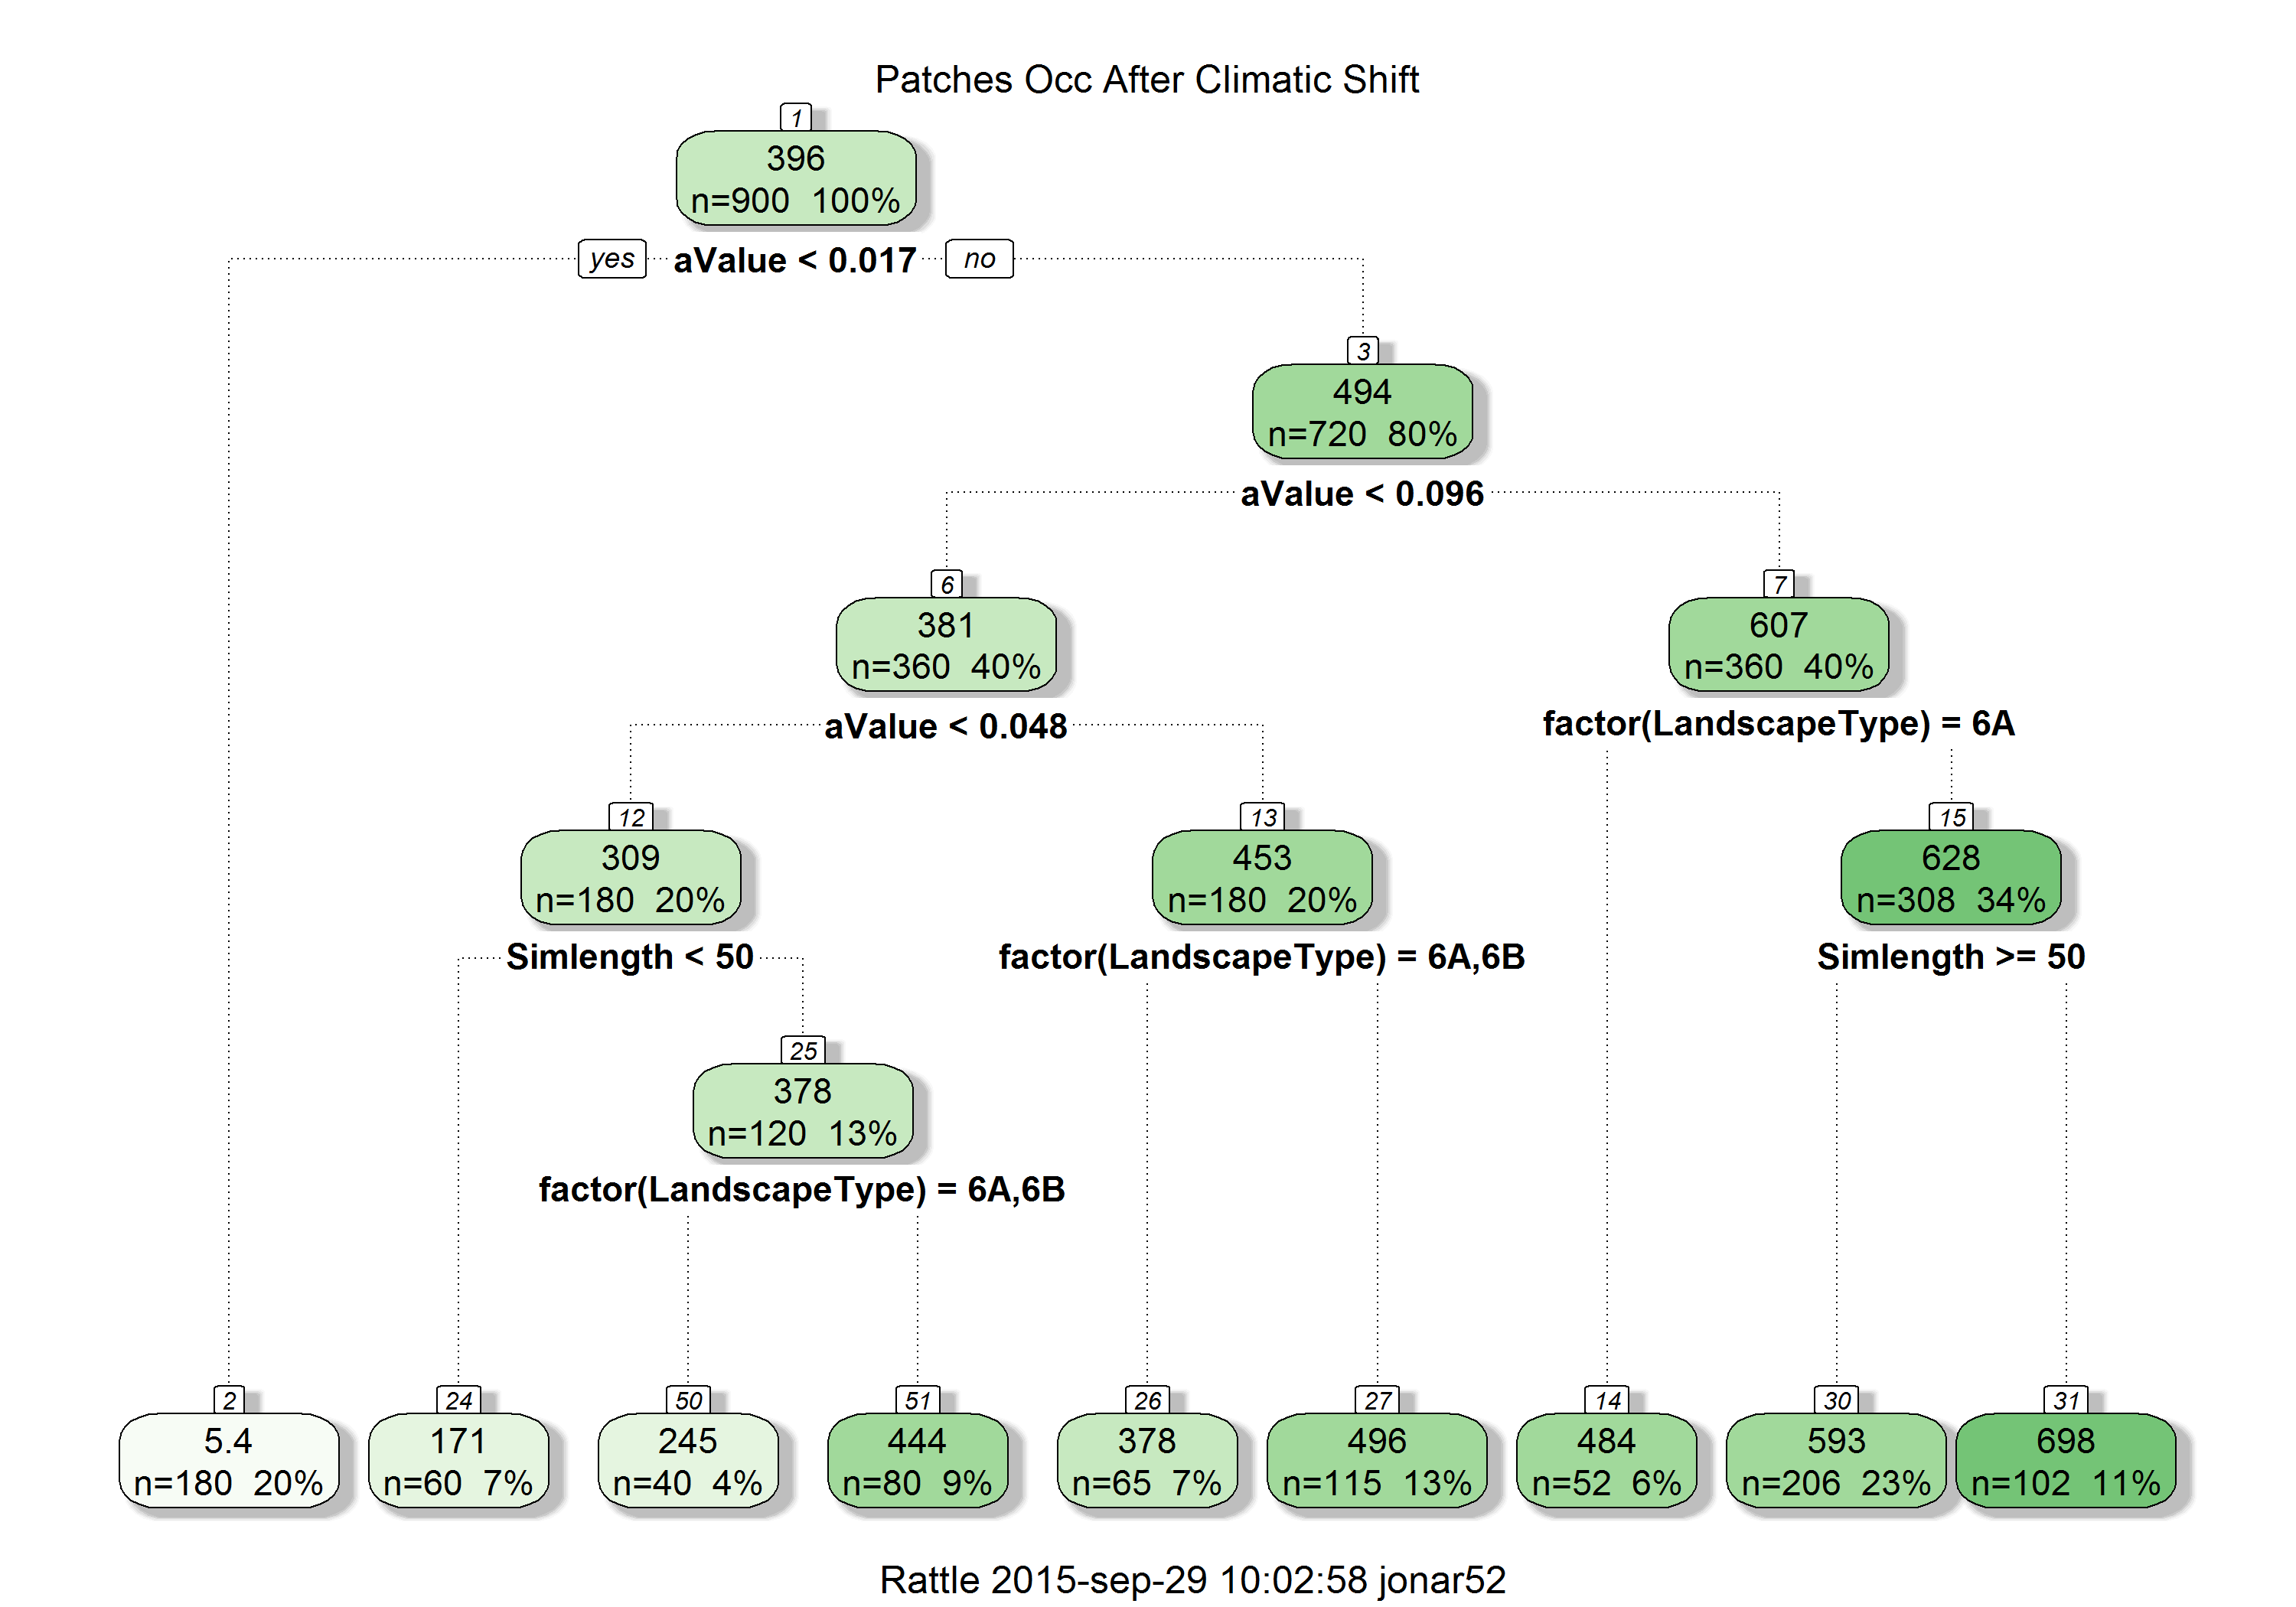 Patches Occ After Climatic Shift
1
396
n=900 100%
yes aValue < 0.017 no
3
494
n=720 80%
aValue < 0.096
6
381
n=360 40%
7
607
n=360 40%
aValue < 0.048
factor(LandscapeType) = 6A
12
309
n=180 20%
13
453
n=180 20%
15
628
n=308 34%
Simlength < 50
factor(LandscapeType) = 6A,6B
Simlength >= 50
25
378
n=120 13%
factor(LandscapeType) = 6A,6B
2
5.4
n=180 20%
24
171
n=60 7%
50
245
n=40 4%
51
444
n=80 9%
26
378
n=65 7%
27
496
n=115 13%
14
484
n=52 6%
30
593
n=206 23%
31
698
n=102 11%
Rattle 2015-sep-29 10:02:58 jonar52